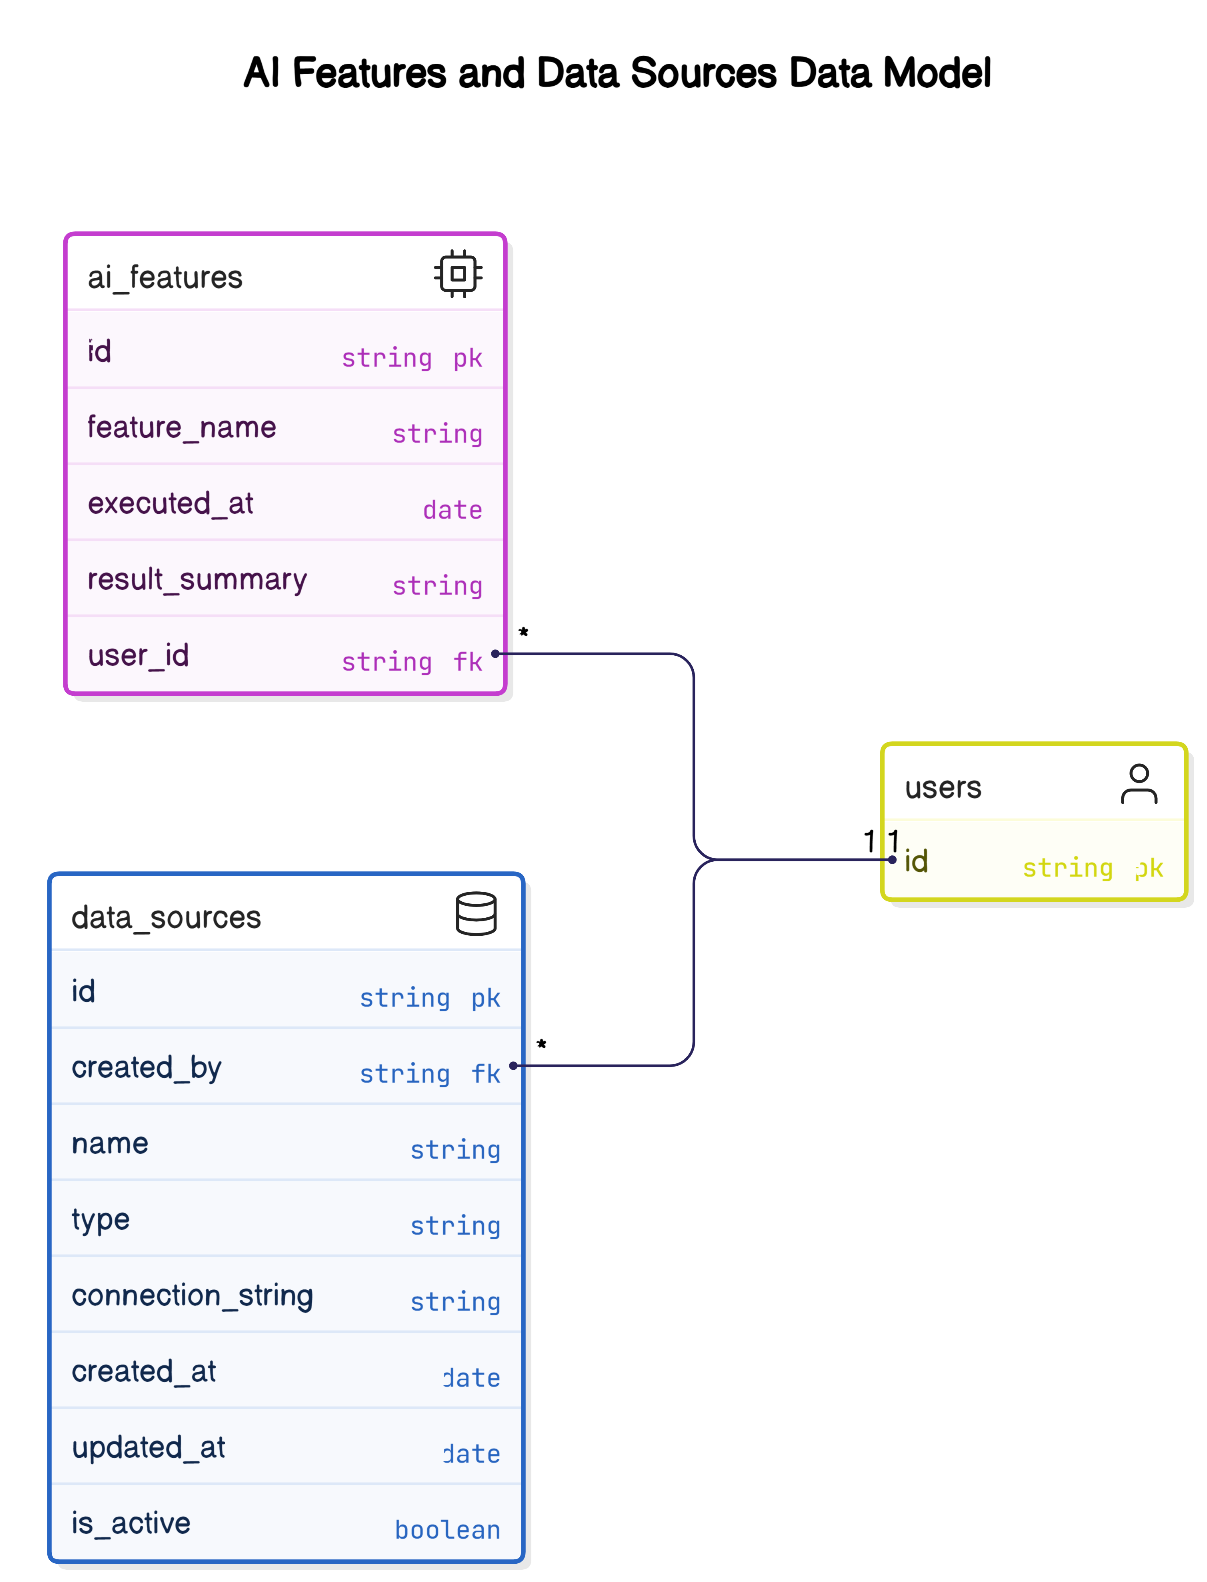 AI Features and Data Sources Data Model
ai_features
id string pk
feature_name string
executed_at date
result_summary string
user_id string fk
*
users
1 1
id string pk
data_sources
id string pk
created_by string fk
*
name string
type string
connection_string string
created_at date
updated_at date
is_active boolean